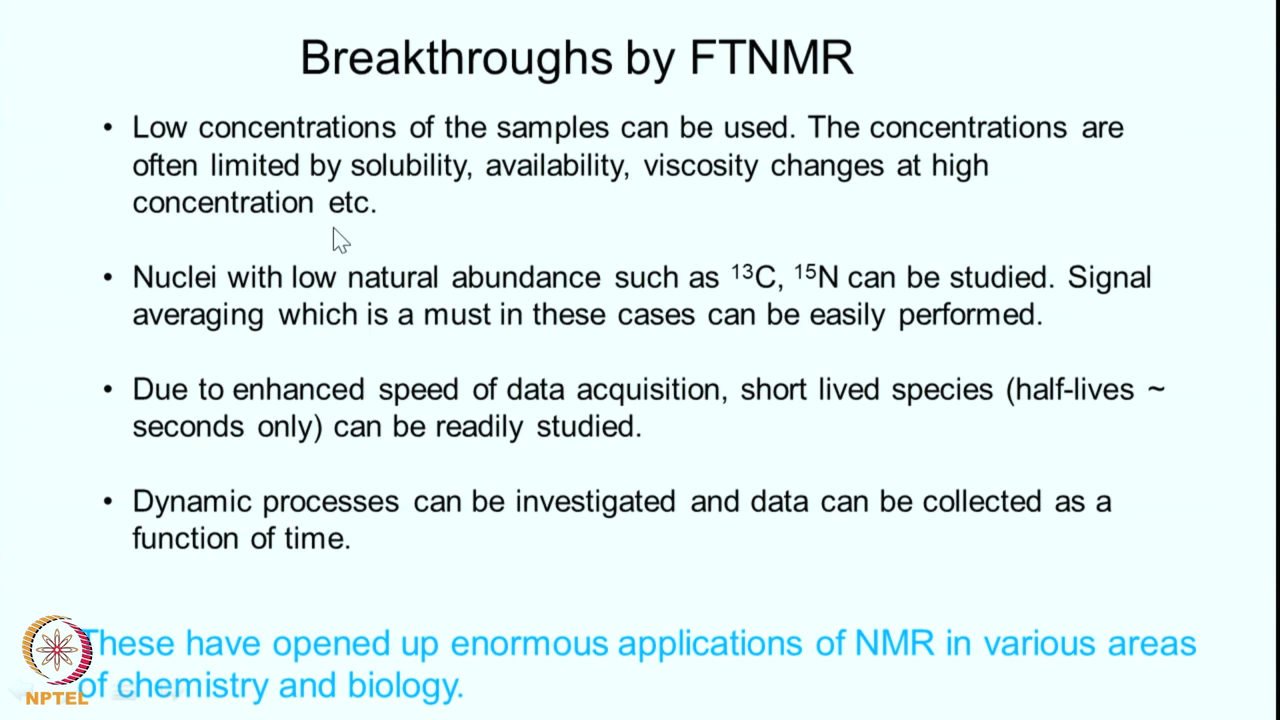 Breakthroughs by FTNMR
• Low concentrations of the samples can be used. The concentrations are
often limited by solubility, availability, viscosity changes at high
concentration etc.
• Nuclei with low natural abundance such as ¹³C, ¹⁵N can be studied. Signal
averaging which is a must in these cases can be easily performed.
• Due to enhanced speed of data acquisition, short lived species (half-lives ~
seconds only) can be readily studied.
• Dynamic processes can be investigated and data can be collected as a
function of time.
These have opened up enormous applications of NMR in various areas
of chemistry and biology.
NPTEL